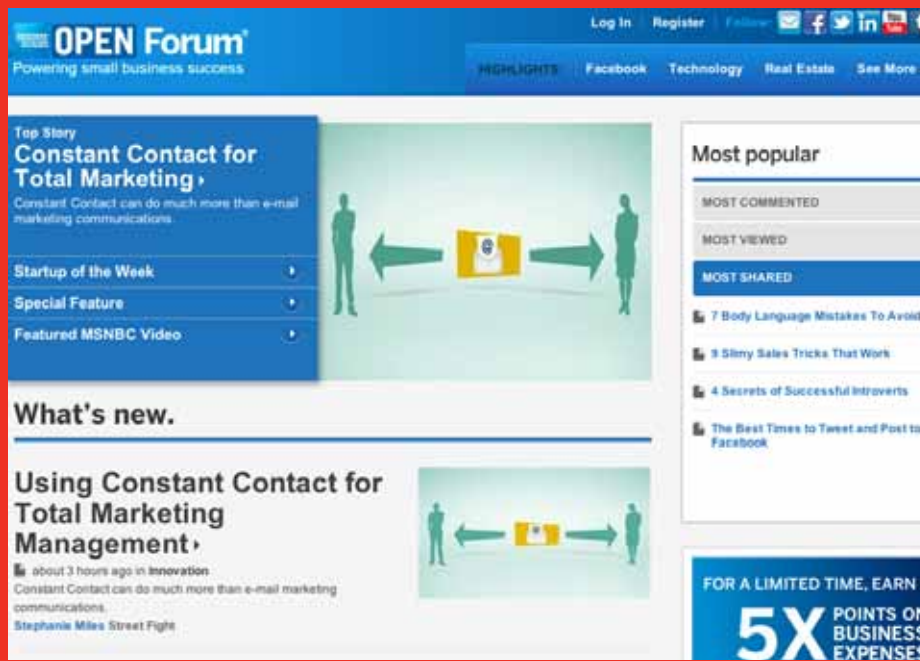 OPEN Forum®
Powering small business success
Log In Register Follow
HIGHLIGHTS Facebook Technology Real Estate See More
Top Story
Constant Contact for
Total Marketing ›
Constant Contact can do much more than e-mail
marketing communications
Startup of the Week
Special Feature
Featured MSNBC Video
What's new.
Using Constant Contact for
Total Marketing
Management ›
about 3 hours ago in Innovation
Constant Contact can do much more than e-mail marketing
communications.
Stephanie Miles Street Fight
Most popular
MOST COMMENTED
MOST VIEWED
MOST SHARED
7 Body Language Mistakes To Avoid
9 Slimy Sales Tricks That Work
4 Secrets of Successful Introverts
The Best Times to Tweet and Post to
Facebook
FOR A LIMITED TIME, EARN
5X POINTS ON
BUSINESS
EXPENSES